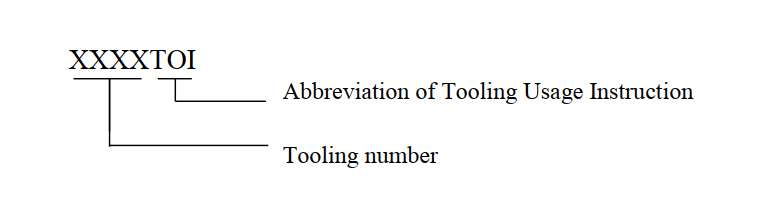 XXXXTOI
Abbreviation of Tooling Usage Instruction
Tooling number